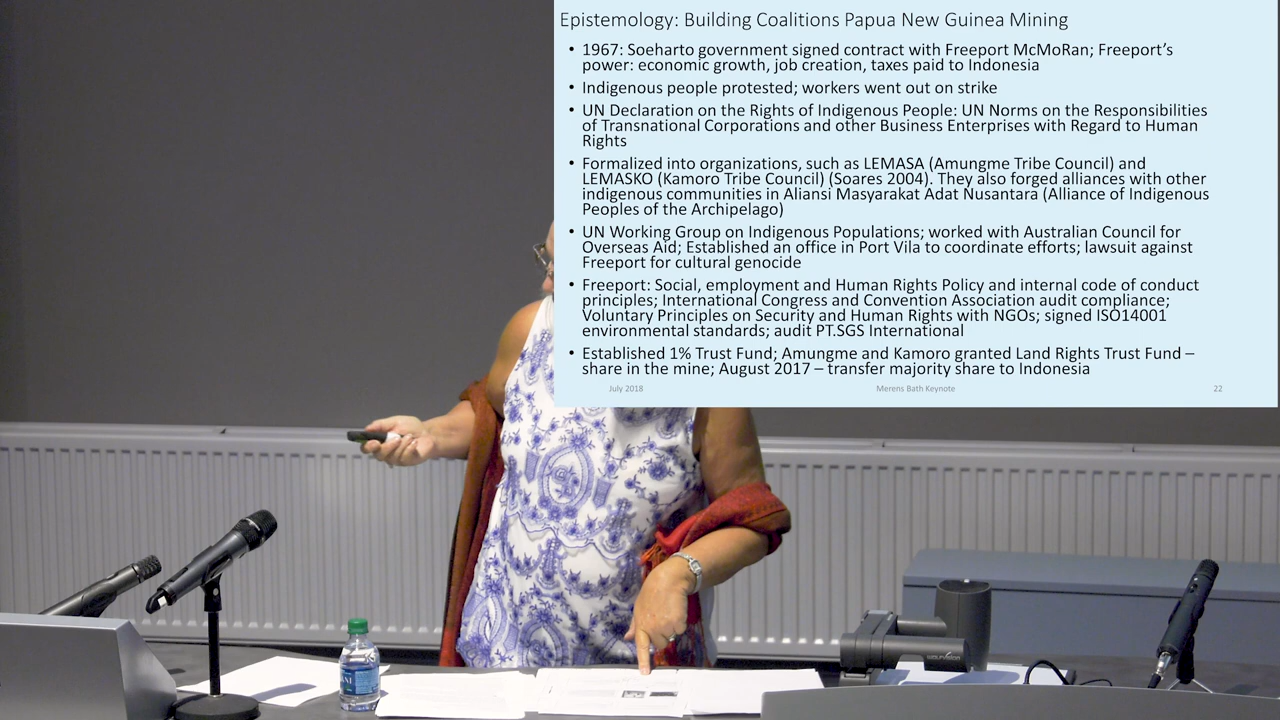 Epistemology: Building Coalitions Papua New Guinea Mining
• 1967: Soeharto government signed contract with Freeport McMoRan; Freeport's
power: economic growth, job creation, taxes paid to Indonesia
• Indigenous people protested; workers went out on strike
• UN Declaration on the Rights of Indigenous People: UN Norms on the Responsibilities
of Transnational Corporations and other Business Enterprises with Regard to Human
Rights
• Formalized into organizations, such as LEMASA (Amungme Tribe Council) and
LEMASKO (Kamoro Tribe Council) (Soares 2004). They also forged alliances with other
indigenous communities in Aliansi Masyarakat Adat Nusantara (Alliance of Indigenous
Peoples of the Archipelago)
• UN Working Group on Indigenous Populations; worked with Australian Council for
Overseas Aid; Established an office in Port Vila to coordinate efforts; lawsuit against
Freeport for cultural genocide
• Freeport: Social, employment and Human Rights Policy and internal code of conduct
principles; International Congress and Convention Association audit compliance;
Voluntary Principles on Security and Human Rights with NGOs; signed ISO14001
environmental standards; audit PT.SGS International
• Established 1% Trust Fund; Amungme and Kamoro granted Land Rights Trust Fund –
share in the mine; August 2017 – transfer majority share to Indonesia
July 2018 Merens Bath Keynote 22
wolfvision